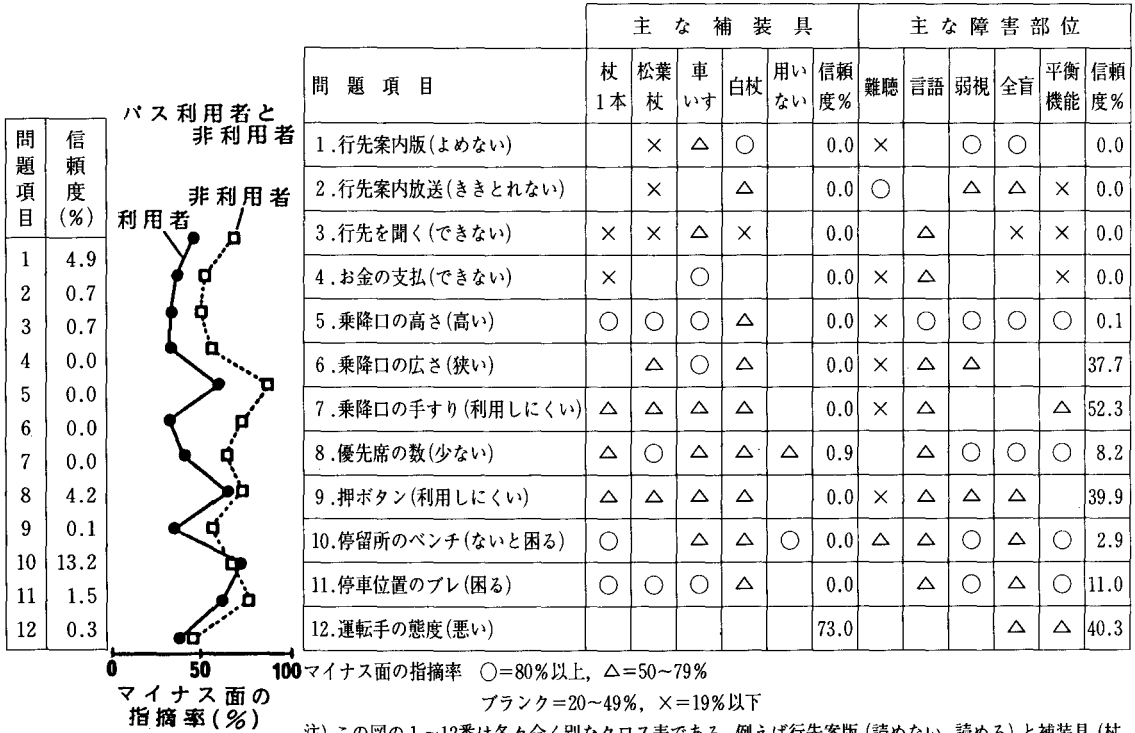 バス利用者と
非利用者
問題項目 信頼度(%)
非利用者
利用者
1 4.9
2 0.7
3 0.7
4 0.0
5 0.0
6 0.0
7 0.0
8 4.2
9 0.1
10 13.2
11 1.5
12 0.3
0 50 100
マイナス面の
指摘率(%)
主な補装具 主な障害部位
問題項目 杖1本 松葉杖 車いす 白杖 用いない 信頼度% 難聴 言語 弱視 全盲 平衡機能 信頼度%
1.行先案内版(よめない) × △ ○ 0.0 × ○ ○ 0.0
2.行先案内放送(ききとれない) × △ 0.0 ○ △ △ × 0.0
3.行先を聞く(できない) × × △ × 0.0 △ × × 0.0
4.お金の支払(できない) × ○ 0.0 × △ × 0.0
5.乗降口の高さ(高い) ○ ○ ○ △ 0.0 × ○ ○ ○ ○ 0.1
6.乗降口の広さ(狭い) △ ○ △ 0.0 × △ △ 37.7
7.乗降口の手すり(利用しにくい) △ △ △ △ 0.0 × △ △ 52.3
8.優先席の数(少ない) △ ○ △ △ △ 0.9 △ ○ ○ ○ 8.2
9.押ボタン(利用しにくい) △ △ △ △ 0.0 × △ △ △ 39.9
10.停留所のベンチ(ないと困る) ○ △ △ ○ 0.0 △ △ ○ △ ○ 2.9
11.停車位置のブレ(困る) ○ ○ ○ △ 0.0 △ ○ △ ○ 11.0
12.運転手の態度(悪い) 73.0 △ △ 40.3
マイナス面の指摘率 ○=80%以上, △=50~79%
ブランク=20~49%, ×=19%以下
注) この図の1~12番は各々全く別なクロス表である。例えば行先案版(読めない、読める)と補装具(杖